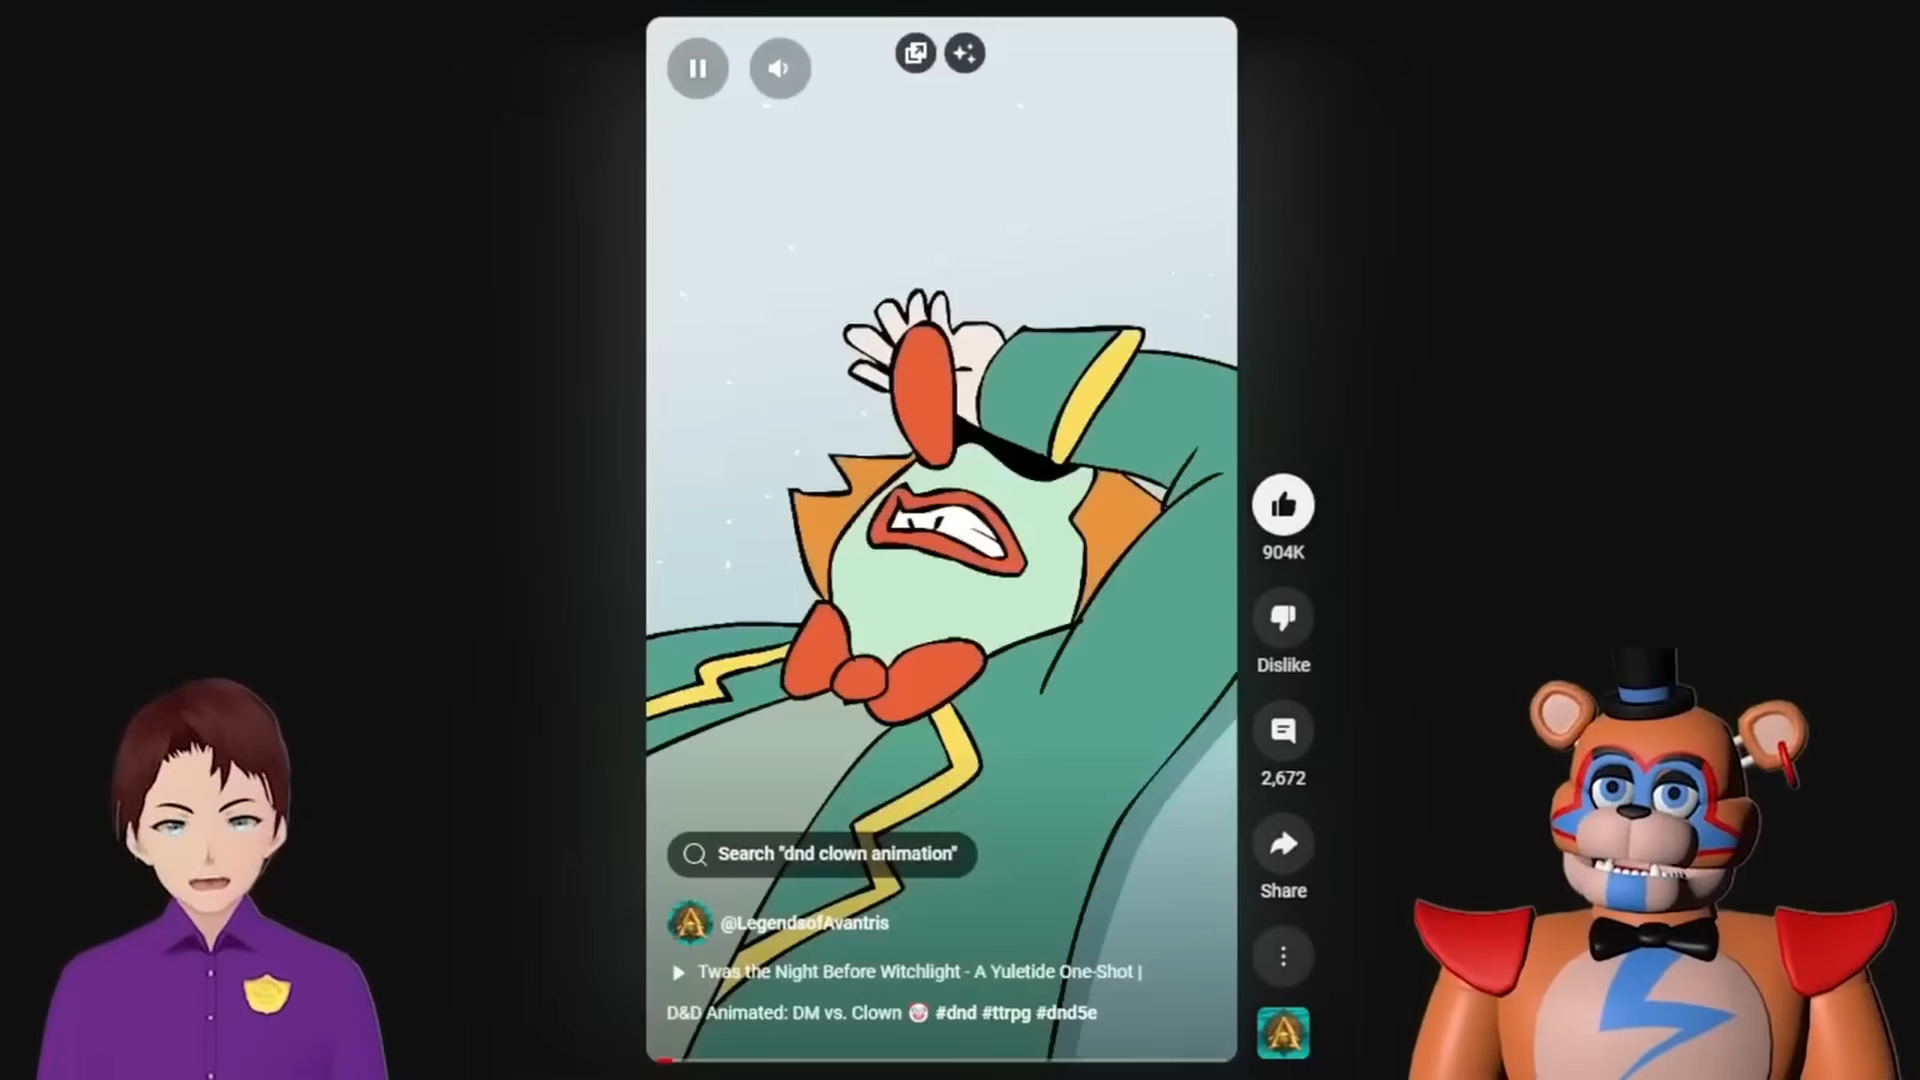 904K
Dislike
2,672
Share
Search "dnd clown animation"
@LegendsofAvantris
Twas the Night Before Witchlight - A Yuletide One-Shot |
D&D Animated: DM vs. Clown 🤡 #dnd #ttrpg #dnd5e